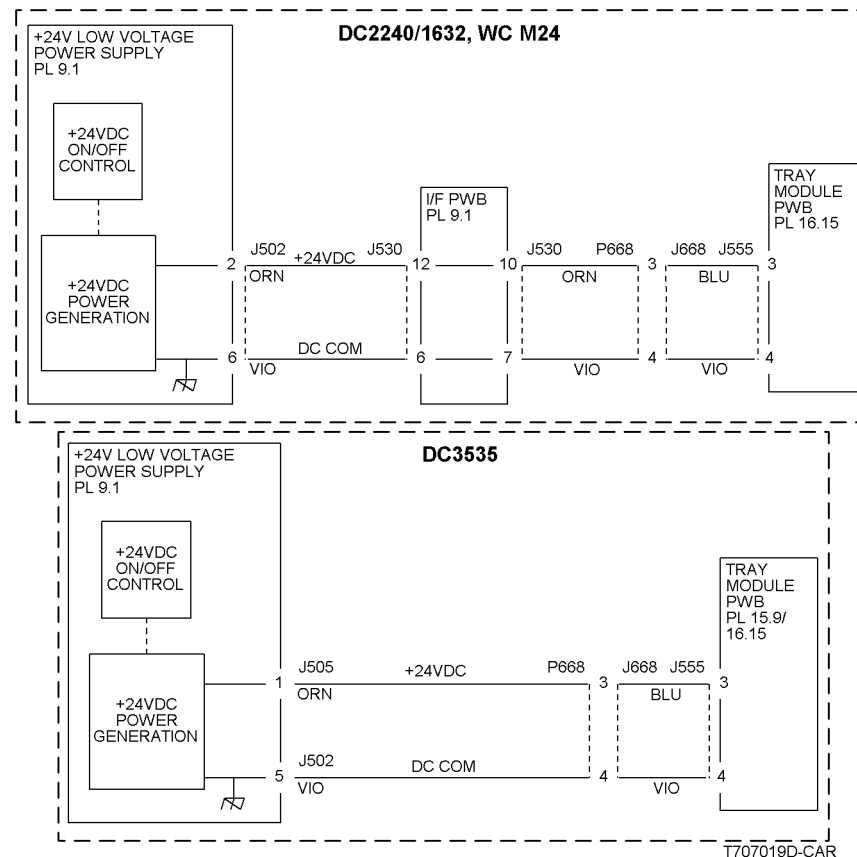 DC2240/1632, WC M24
+24V LOW VOLTAGE
POWER SUPPLY
PL 9.1
+24VDC
ON/OFF
CONTROL
+24VDC
POWER
GENERATION
I/F PWB
PL 9.1
TRAY
MODULE
PWB
PL 16.15
2 J502 +24VDC J530 12 10 J530 P668 3 J668 J555 3
ORN ORN BLU
6 DC COM 6 7 4 4
VIO VIO VIO
DC3535
+24V LOW VOLTAGE
POWER SUPPLY
PL 9.1
+24VDC
ON/OFF
CONTROL
+24VDC
POWER
GENERATION
TRAY
MODULE
PWB
PL 15.9/
16.15
1 J505 +24VDC P668 3 J668 J555 3
ORN BLU
5 J502 DC COM 4 4
VIO VIO
T707019D-CAR